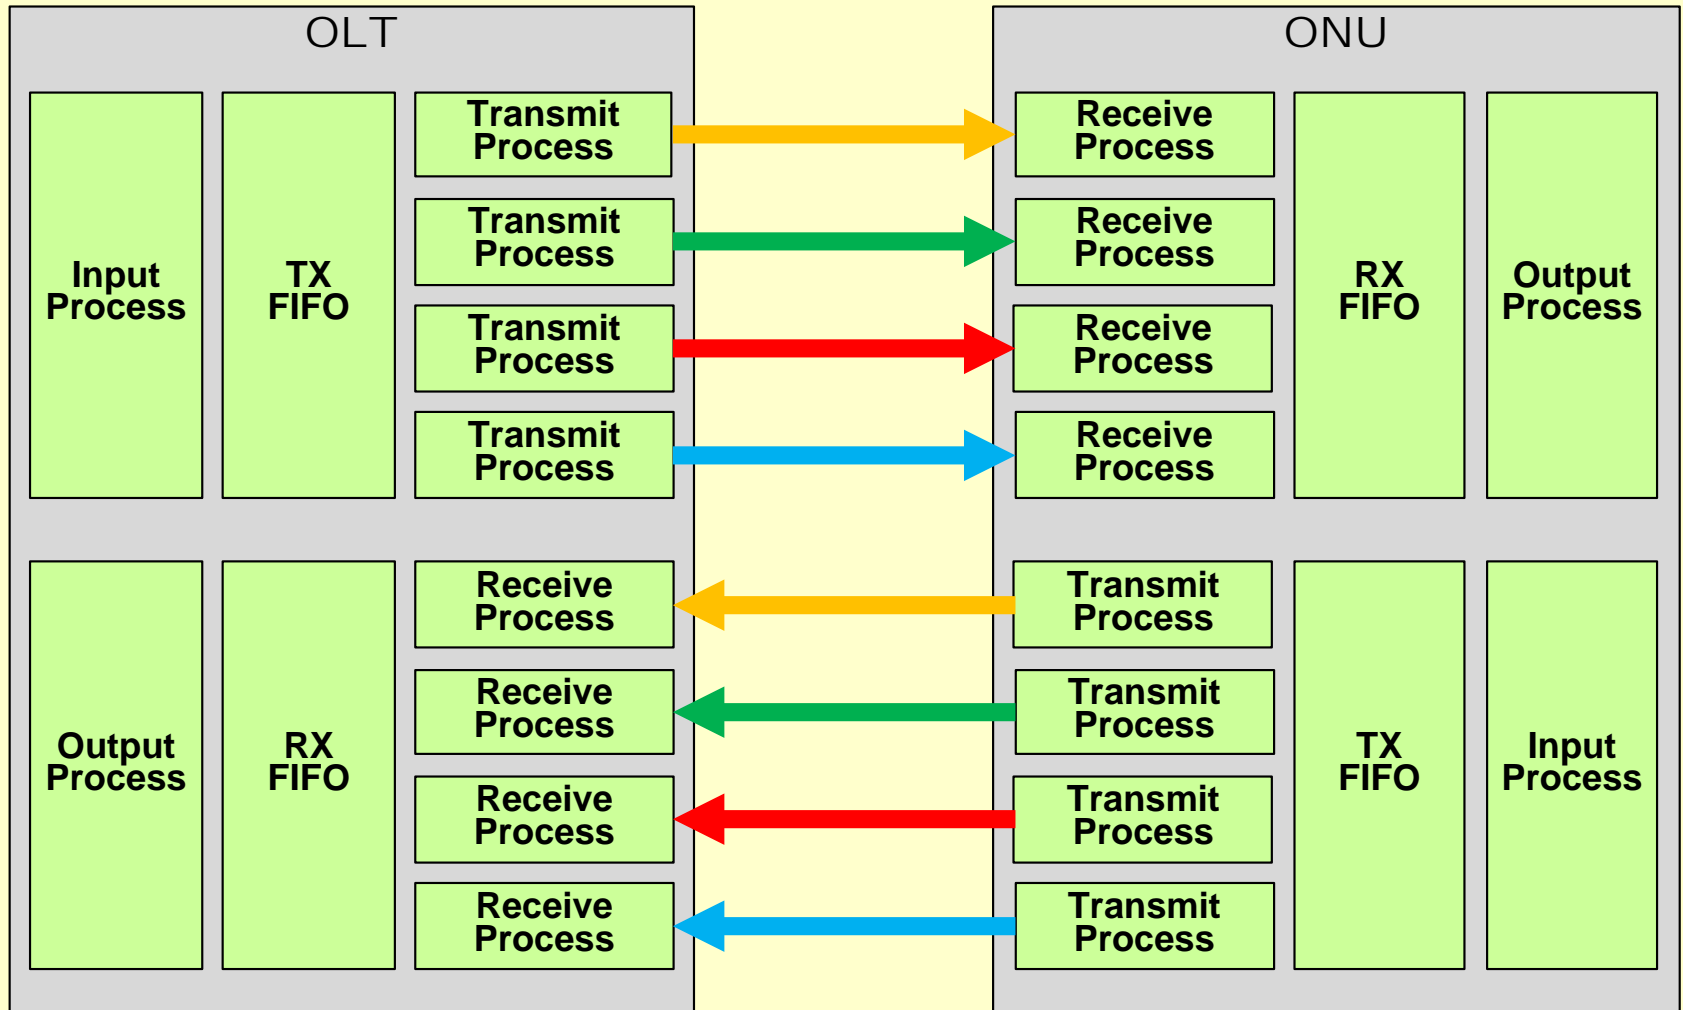 OLT
Input
Process
TX
FIFO
Transmit
Process
Transmit
Process
Transmit
Process
Transmit
Process
Output
Process
RX
FIFO
Receive
Process
Receive
Process
Receive
Process
Receive
Process
ONU
Receive
Process
Receive
Process
Receive
Process
Receive
Process
RX
FIFO
Output
Process
Transmit
Process
Transmit
Process
Transmit
Process
Transmit
Process
TX
FIFO
Input
Process